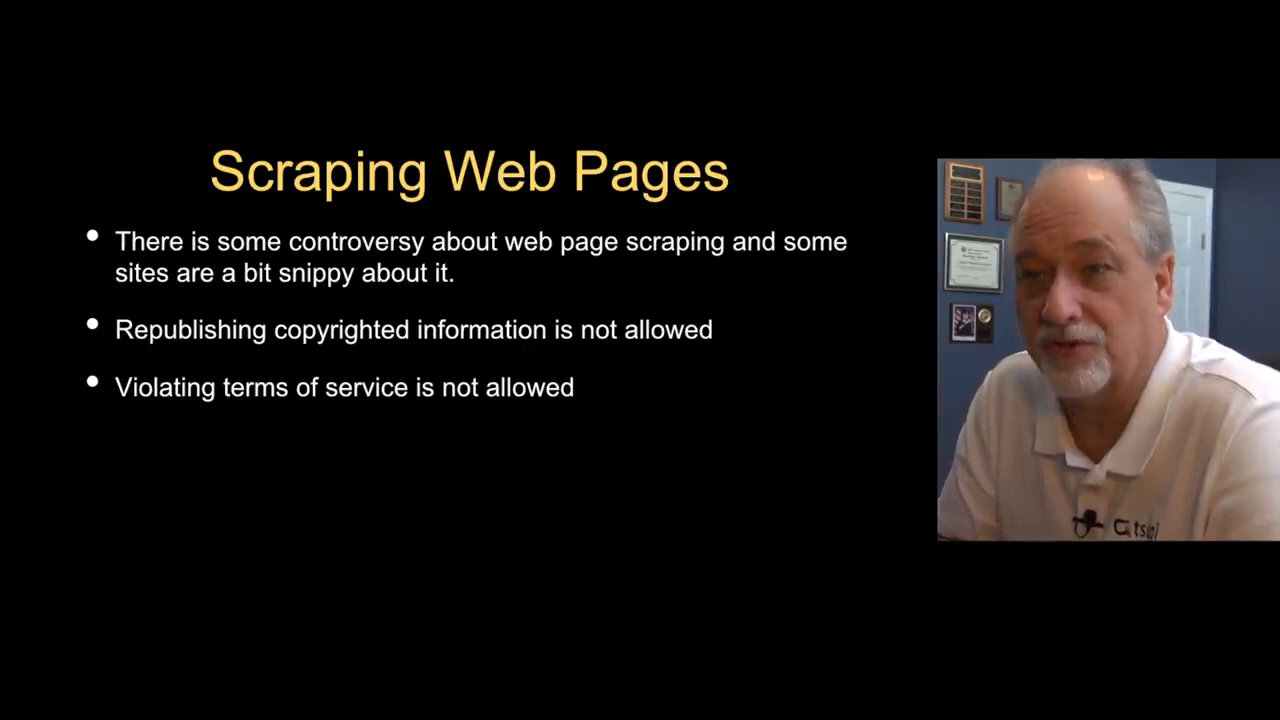 Scraping Web Pages
• There is some controversy about web page scraping and some
sites are a bit snippy about it.
• Republishing copyrighted information is not allowed
• Violating terms of service is not allowed